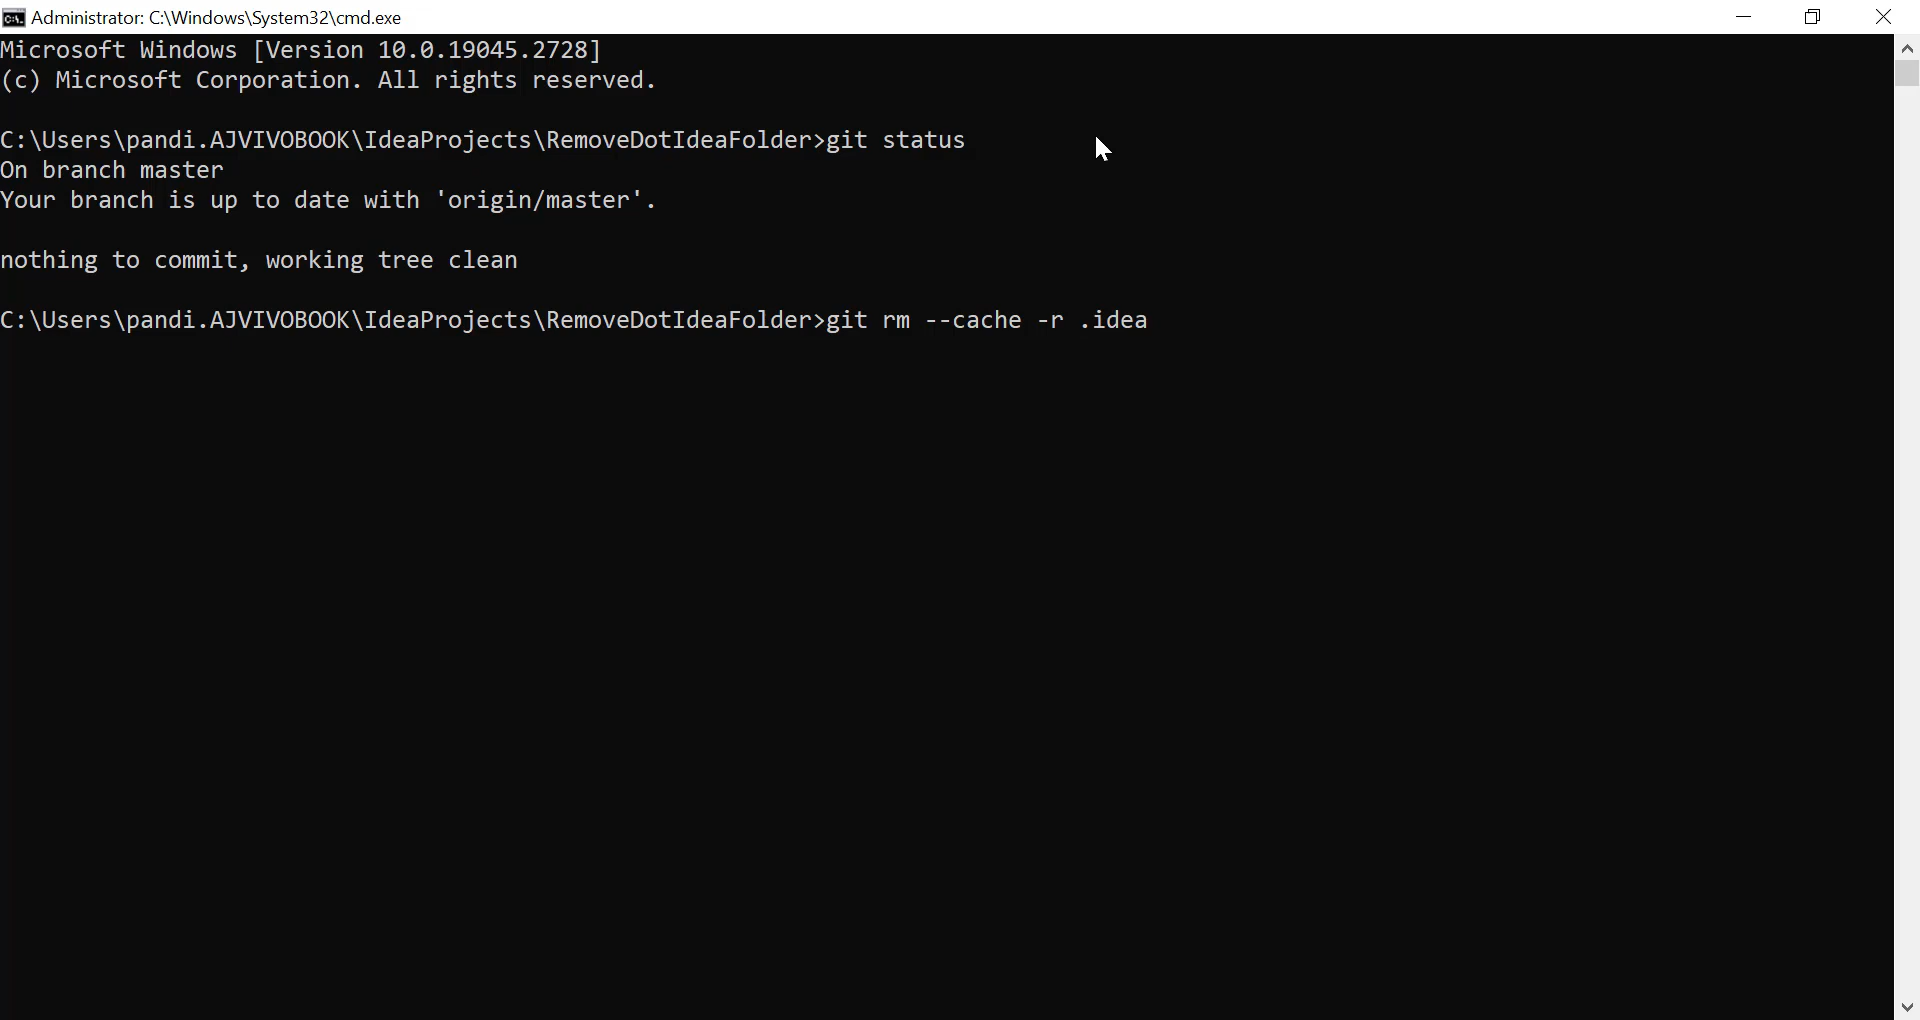 Administrator: C:\Windows\System32\cmd.exe
Microsoft Windows [Version 10.0.19045.2728]
(c) Microsoft Corporation. All rights reserved.
C:\Users\pandi.AJVIVOBOOK\IdeaProjects\RemoveDotIdeaFolder>git status
On branch master
Your branch is up to date with 'origin/master'.
nothing to commit, working tree clean
C:\Users\pandi.AJVIVOBOOK\IdeaProjects\RemoveDotIdeaFolder>git rm --cache -r .idea